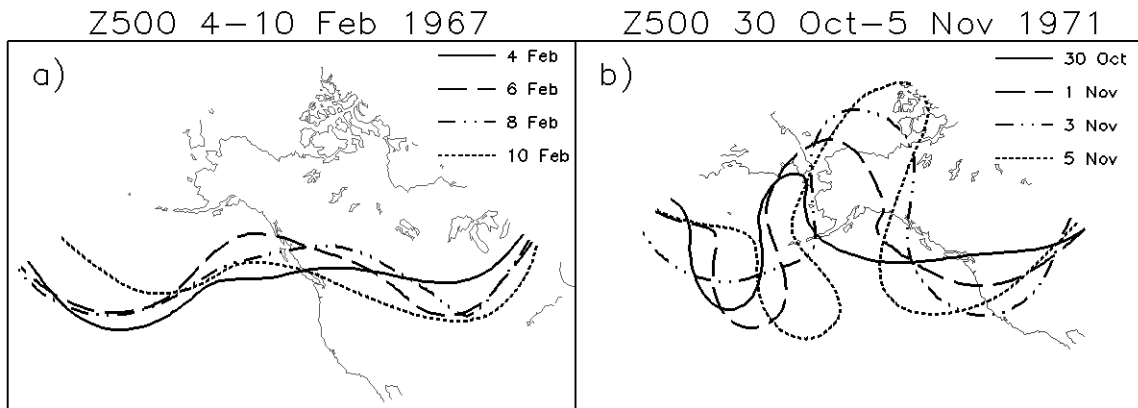 Z500 4-10 Feb 1967
a)
4 Feb
6 Feb
8 Feb
10 Feb
Z500 30 Oct-5 Nov 1971
b)
30 Oct
1 Nov
3 Nov
5 Nov